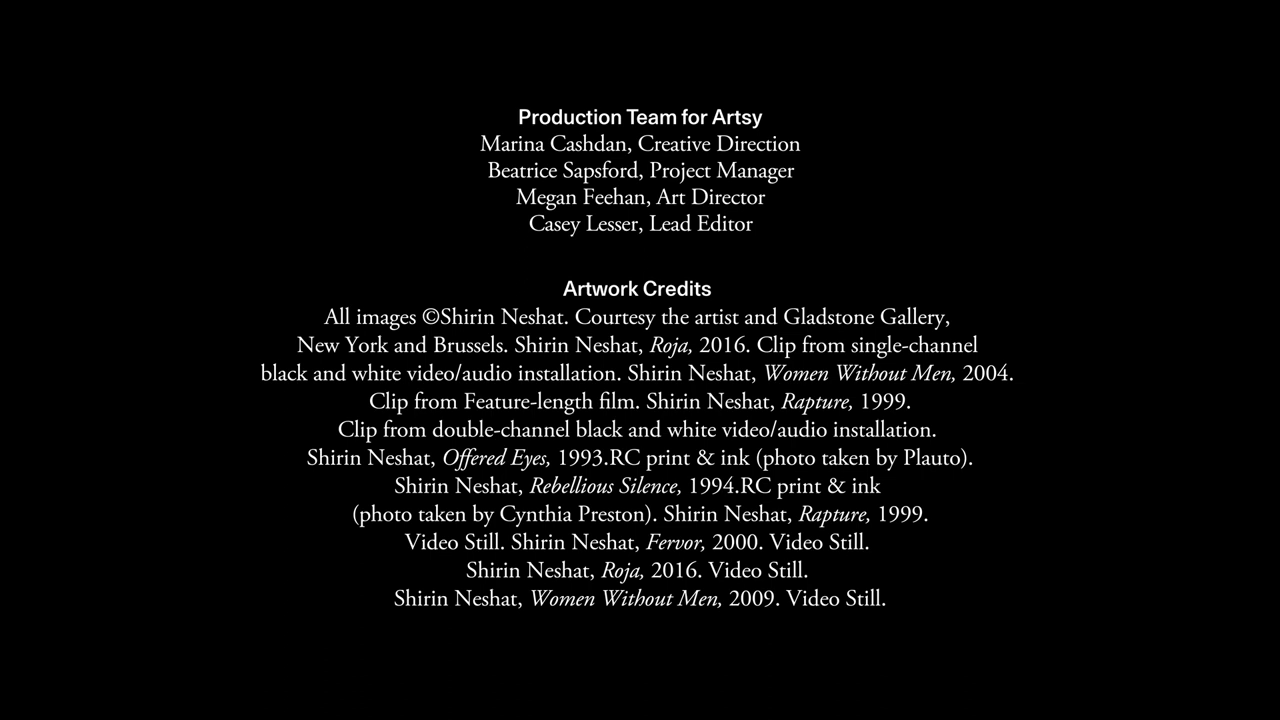 Production Team for Artsy
Marina Cashdan, Creative Direction
Beatrice Sapsford, Project Manager
Megan Feehan, Art Director
Casey Lesser, Lead Editor
Artwork Credits
All images ©Shirin Neshat. Courtesy the artist and Gladstone Gallery,
New York and Brussels. Shirin Neshat, Roja, 2016. Clip from single-channel
black and white video/audio installation. Shirin Neshat, Women Without Men, 2004.
Clip from Feature-length film. Shirin Neshat, Rapture, 1999.
Clip from double-channel black and white video/audio installation.
Shirin Neshat, Offered Eyes, 1993.RC print & ink (photo taken by Plauto).
Shirin Neshat, Rebellious Silence, 1994.RC print & ink
(photo taken by Cynthia Preston). Shirin Neshat, Rapture, 1999.
Video Still. Shirin Neshat, Fervor, 2000. Video Still.
Shirin Neshat, Roja, 2016. Video Still.
Shirin Neshat, Women Without Men, 2009. Video Still.